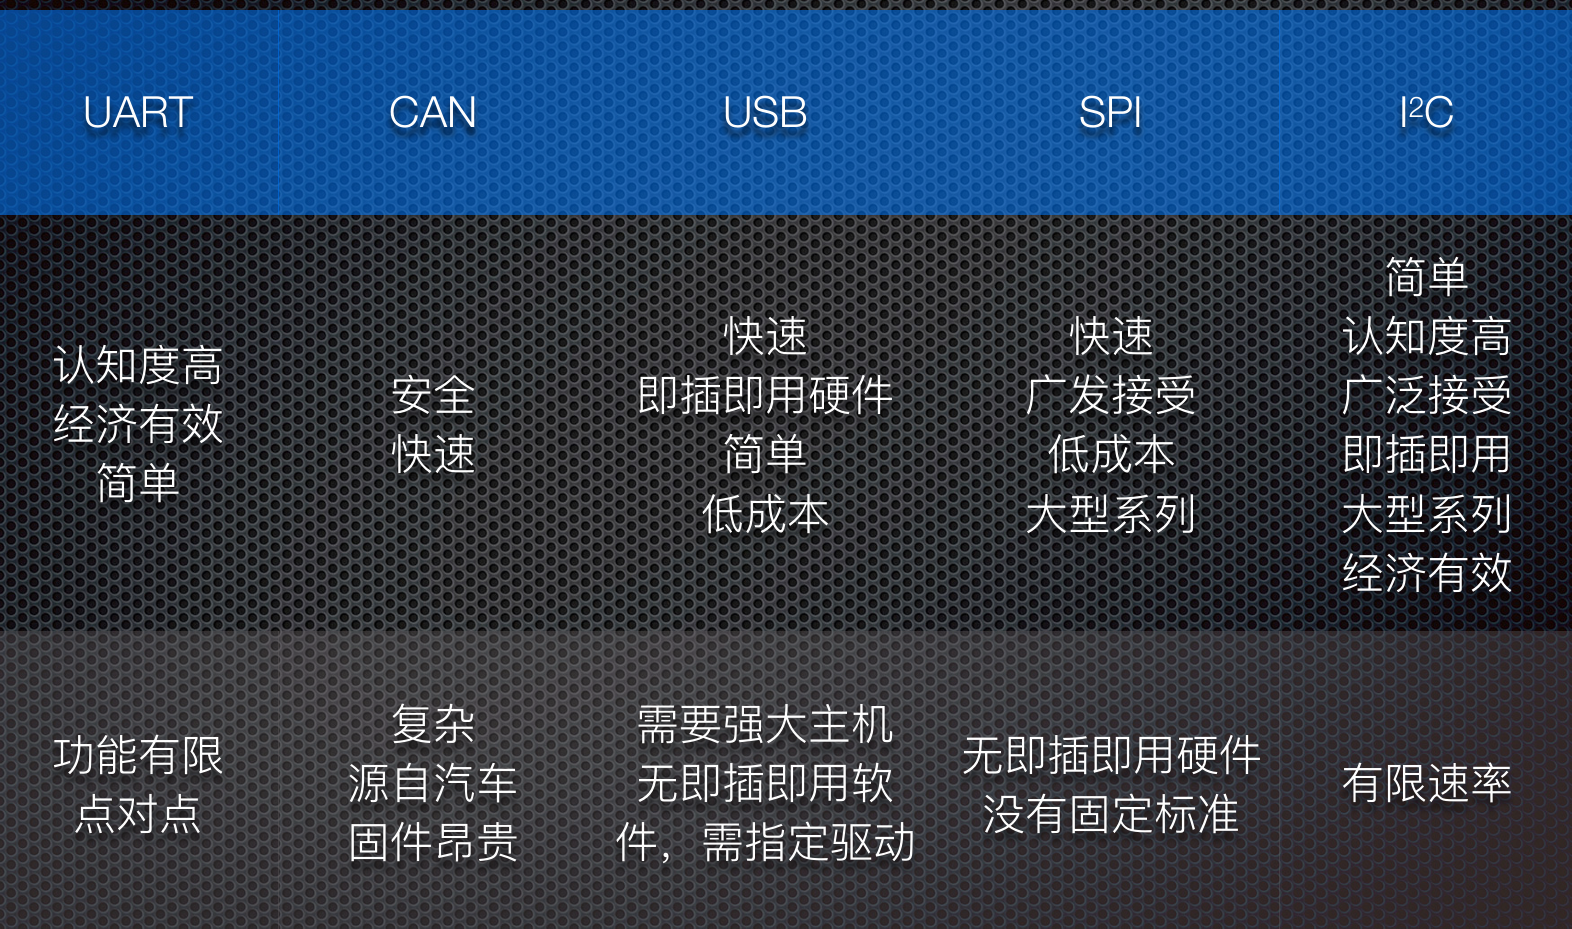 UART CAN USB SPI I²C
认知度高
经济有效
简单
安全
快速
快速
即插即用硬件
简单
低成本
快速
广发接受
低成本
大型系列
简单
认知度高
广泛接受
即插即用
大型系列
经济有效
功能有限
点对点
复杂
源自汽车
固件昂贵
需要强大主机
无即插即用软
件，需指定驱动
无即插即用硬件
没有固定标准
有限速率